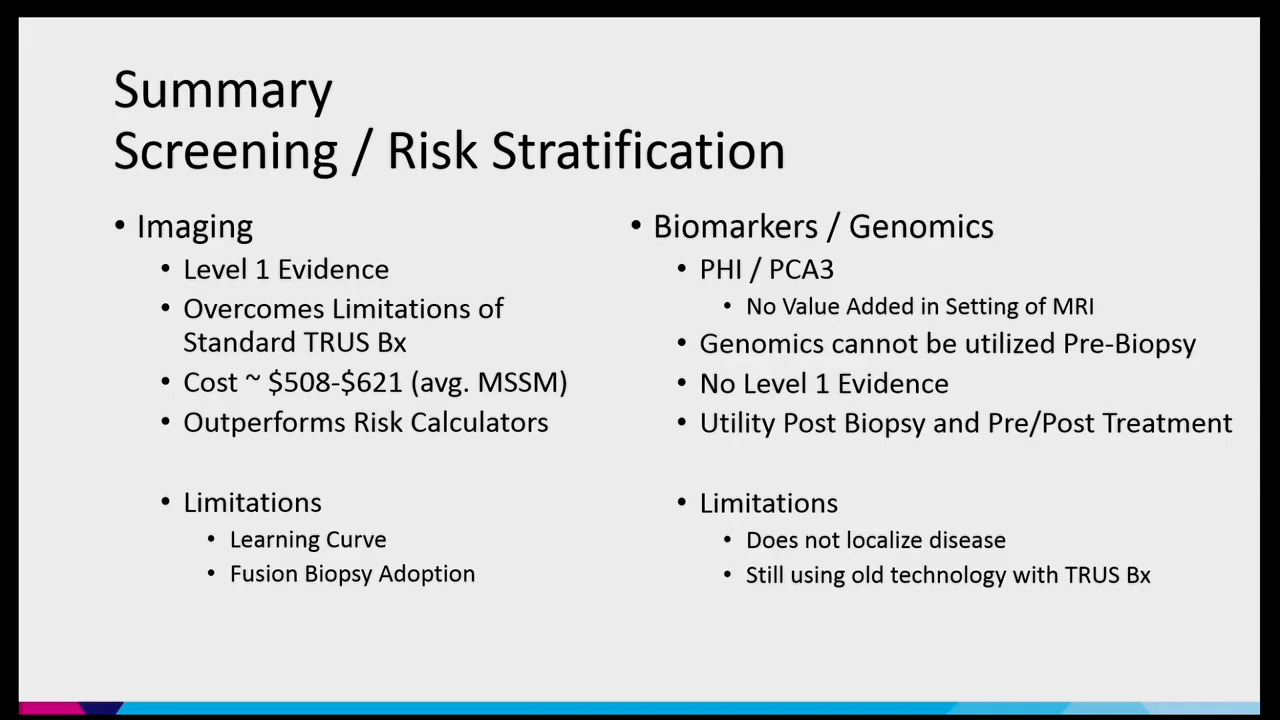 Summary
Screening / Risk Stratification
• Imaging
• Level 1 Evidence
• Overcomes Limitations of
Standard TRUS Bx
• Cost ~ $508-$621 (avg. MSSM)
• Outperforms Risk Calculators
• Limitations
• Learning Curve
• Fusion Biopsy Adoption
• Biomarkers / Genomics
• PHI / PCA3
• No Value Added in Setting of MRI
• Genomics cannot be utilized Pre-Biopsy
• No Level 1 Evidence
• Utility Post Biopsy and Pre/Post Treatment
• Limitations
• Does not localize disease
• Still using old technology with TRUS Bx